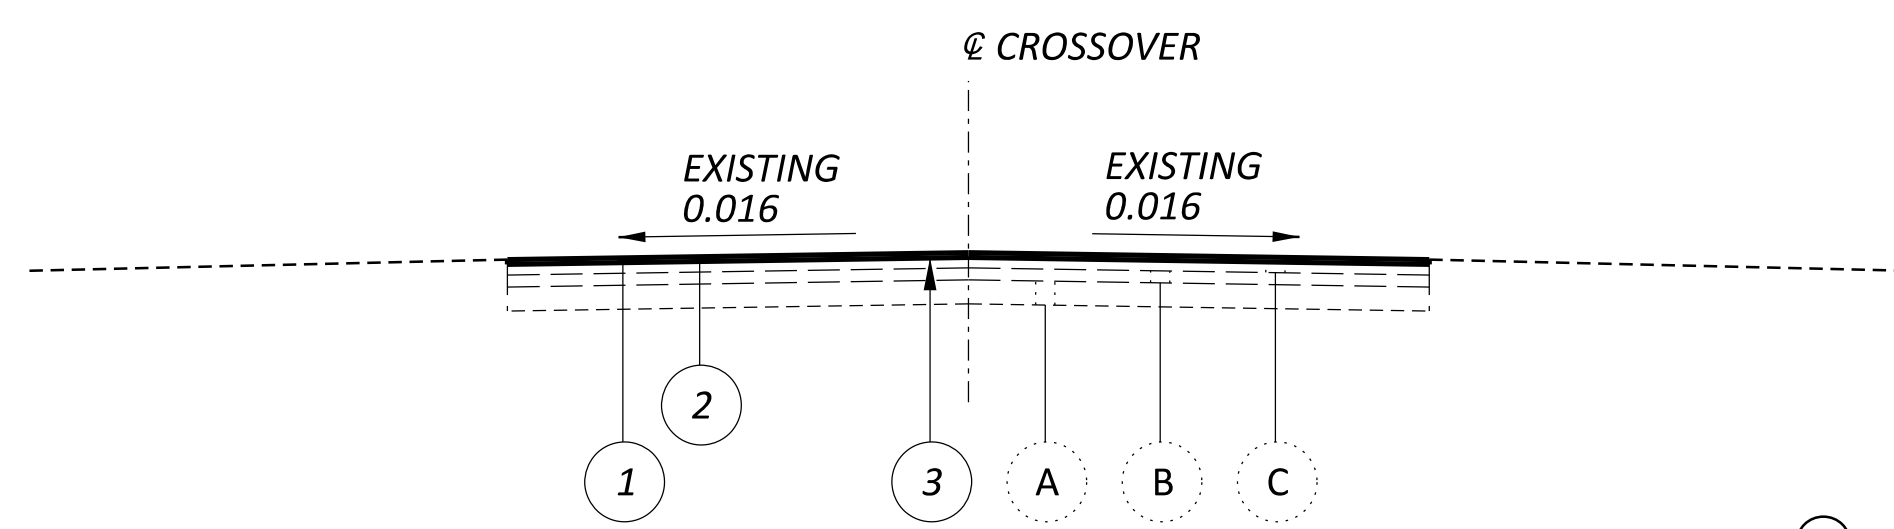 ℄ CROSSOVER
EXISTING
0.016
EXISTING
0.016
2
1
3
A
B
C